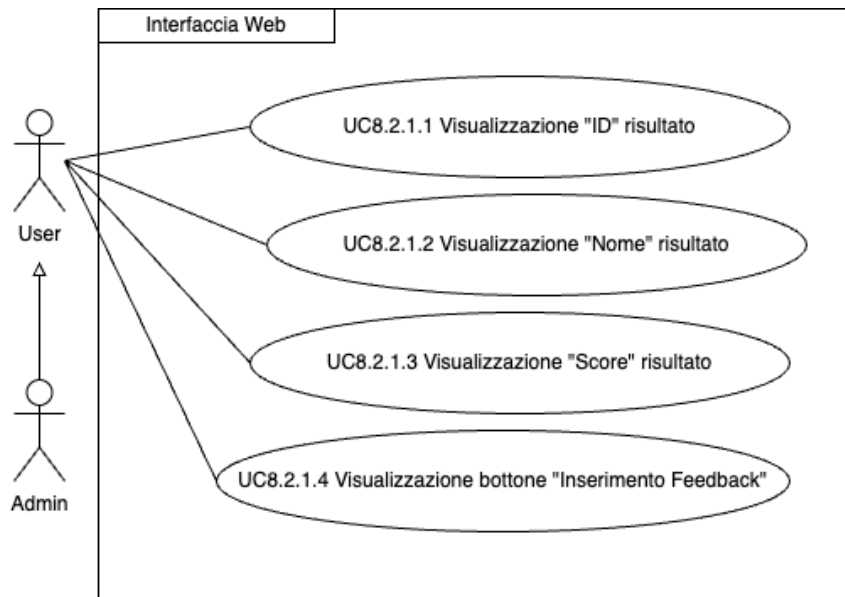 Interfaccia Web
UC8.2.1.1 Visualizzazione "ID" risultato
User
UC8.2.1.2 Visualizzazione "Nome" risultato
UC8.2.1.3 Visualizzazione "Score" risultato
Admin
UC8.2.1.4 Visualizzazione bottone "Inserimento Feedback"